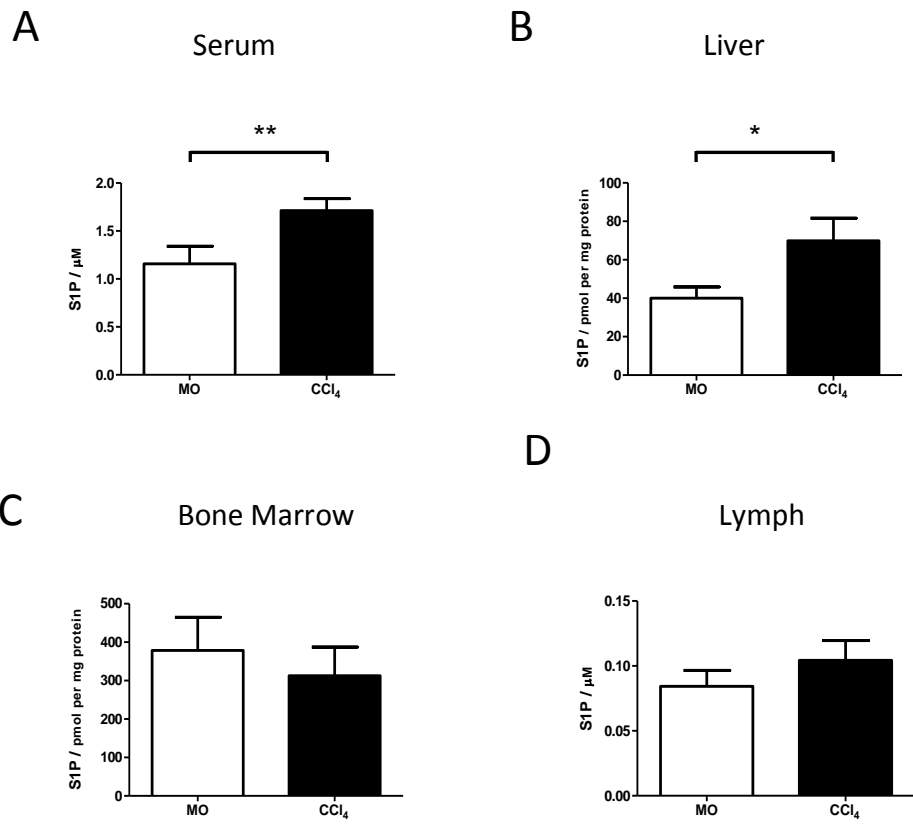 A
Serum
**
2.0
1.5
1.0
0.5
0.0
S1P / μM
MO
CCl₄
B
Liver
*
100
80
60
40
20
0
S1P / pmol per mg protein
MO
CCl₄
C
Bone Marrow
500
400
300
200
100
0
S1P / pmol per mg protein
MO
CCl₄
D
Lymph
0.15
0.10
0.05
0.00
S1P / μM
MO
CCl₄